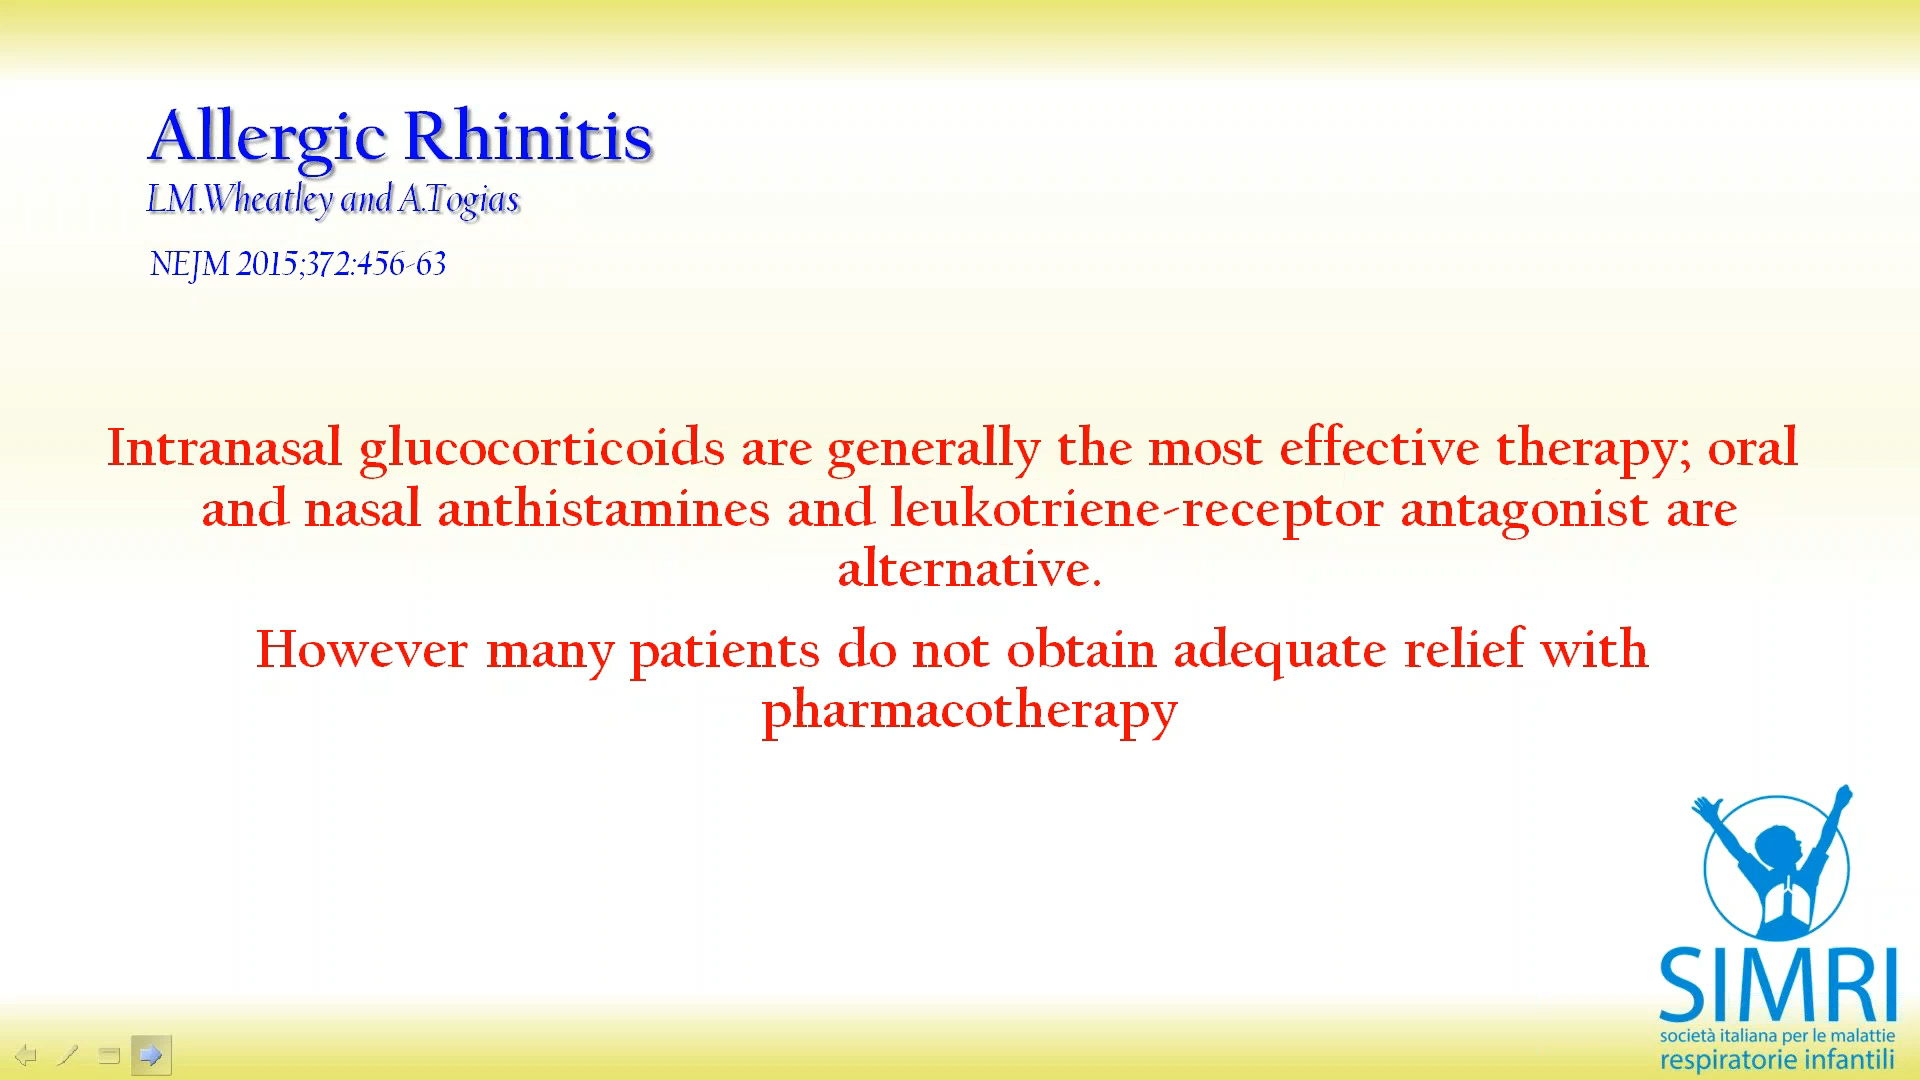 Allergic Rhinitis
L.M.Wheatley and A.Togias
NEJM 2015;372:456-63
Intranasal glucocorticoids are generally the most effective therapy; oral
and nasal anthistamines and leukotriene-receptor antagonist are
alternative.
However many patients do not obtain adequate relief with
pharmacotherapy
SIMRI
società italiana per le malattie
respiratorie infantili